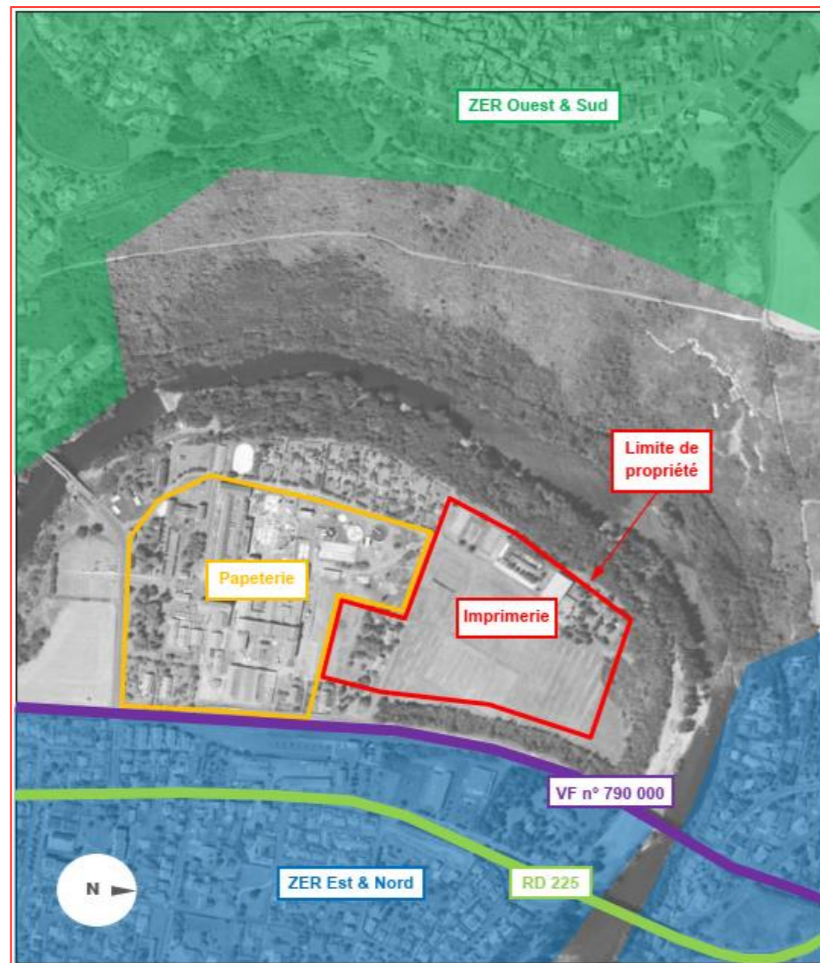 ZER Ouest & Sud
Limite de
propriété
Papeterie
Imprimerie
VF n° 790 000
ZER Est & Nord
RD 225
N